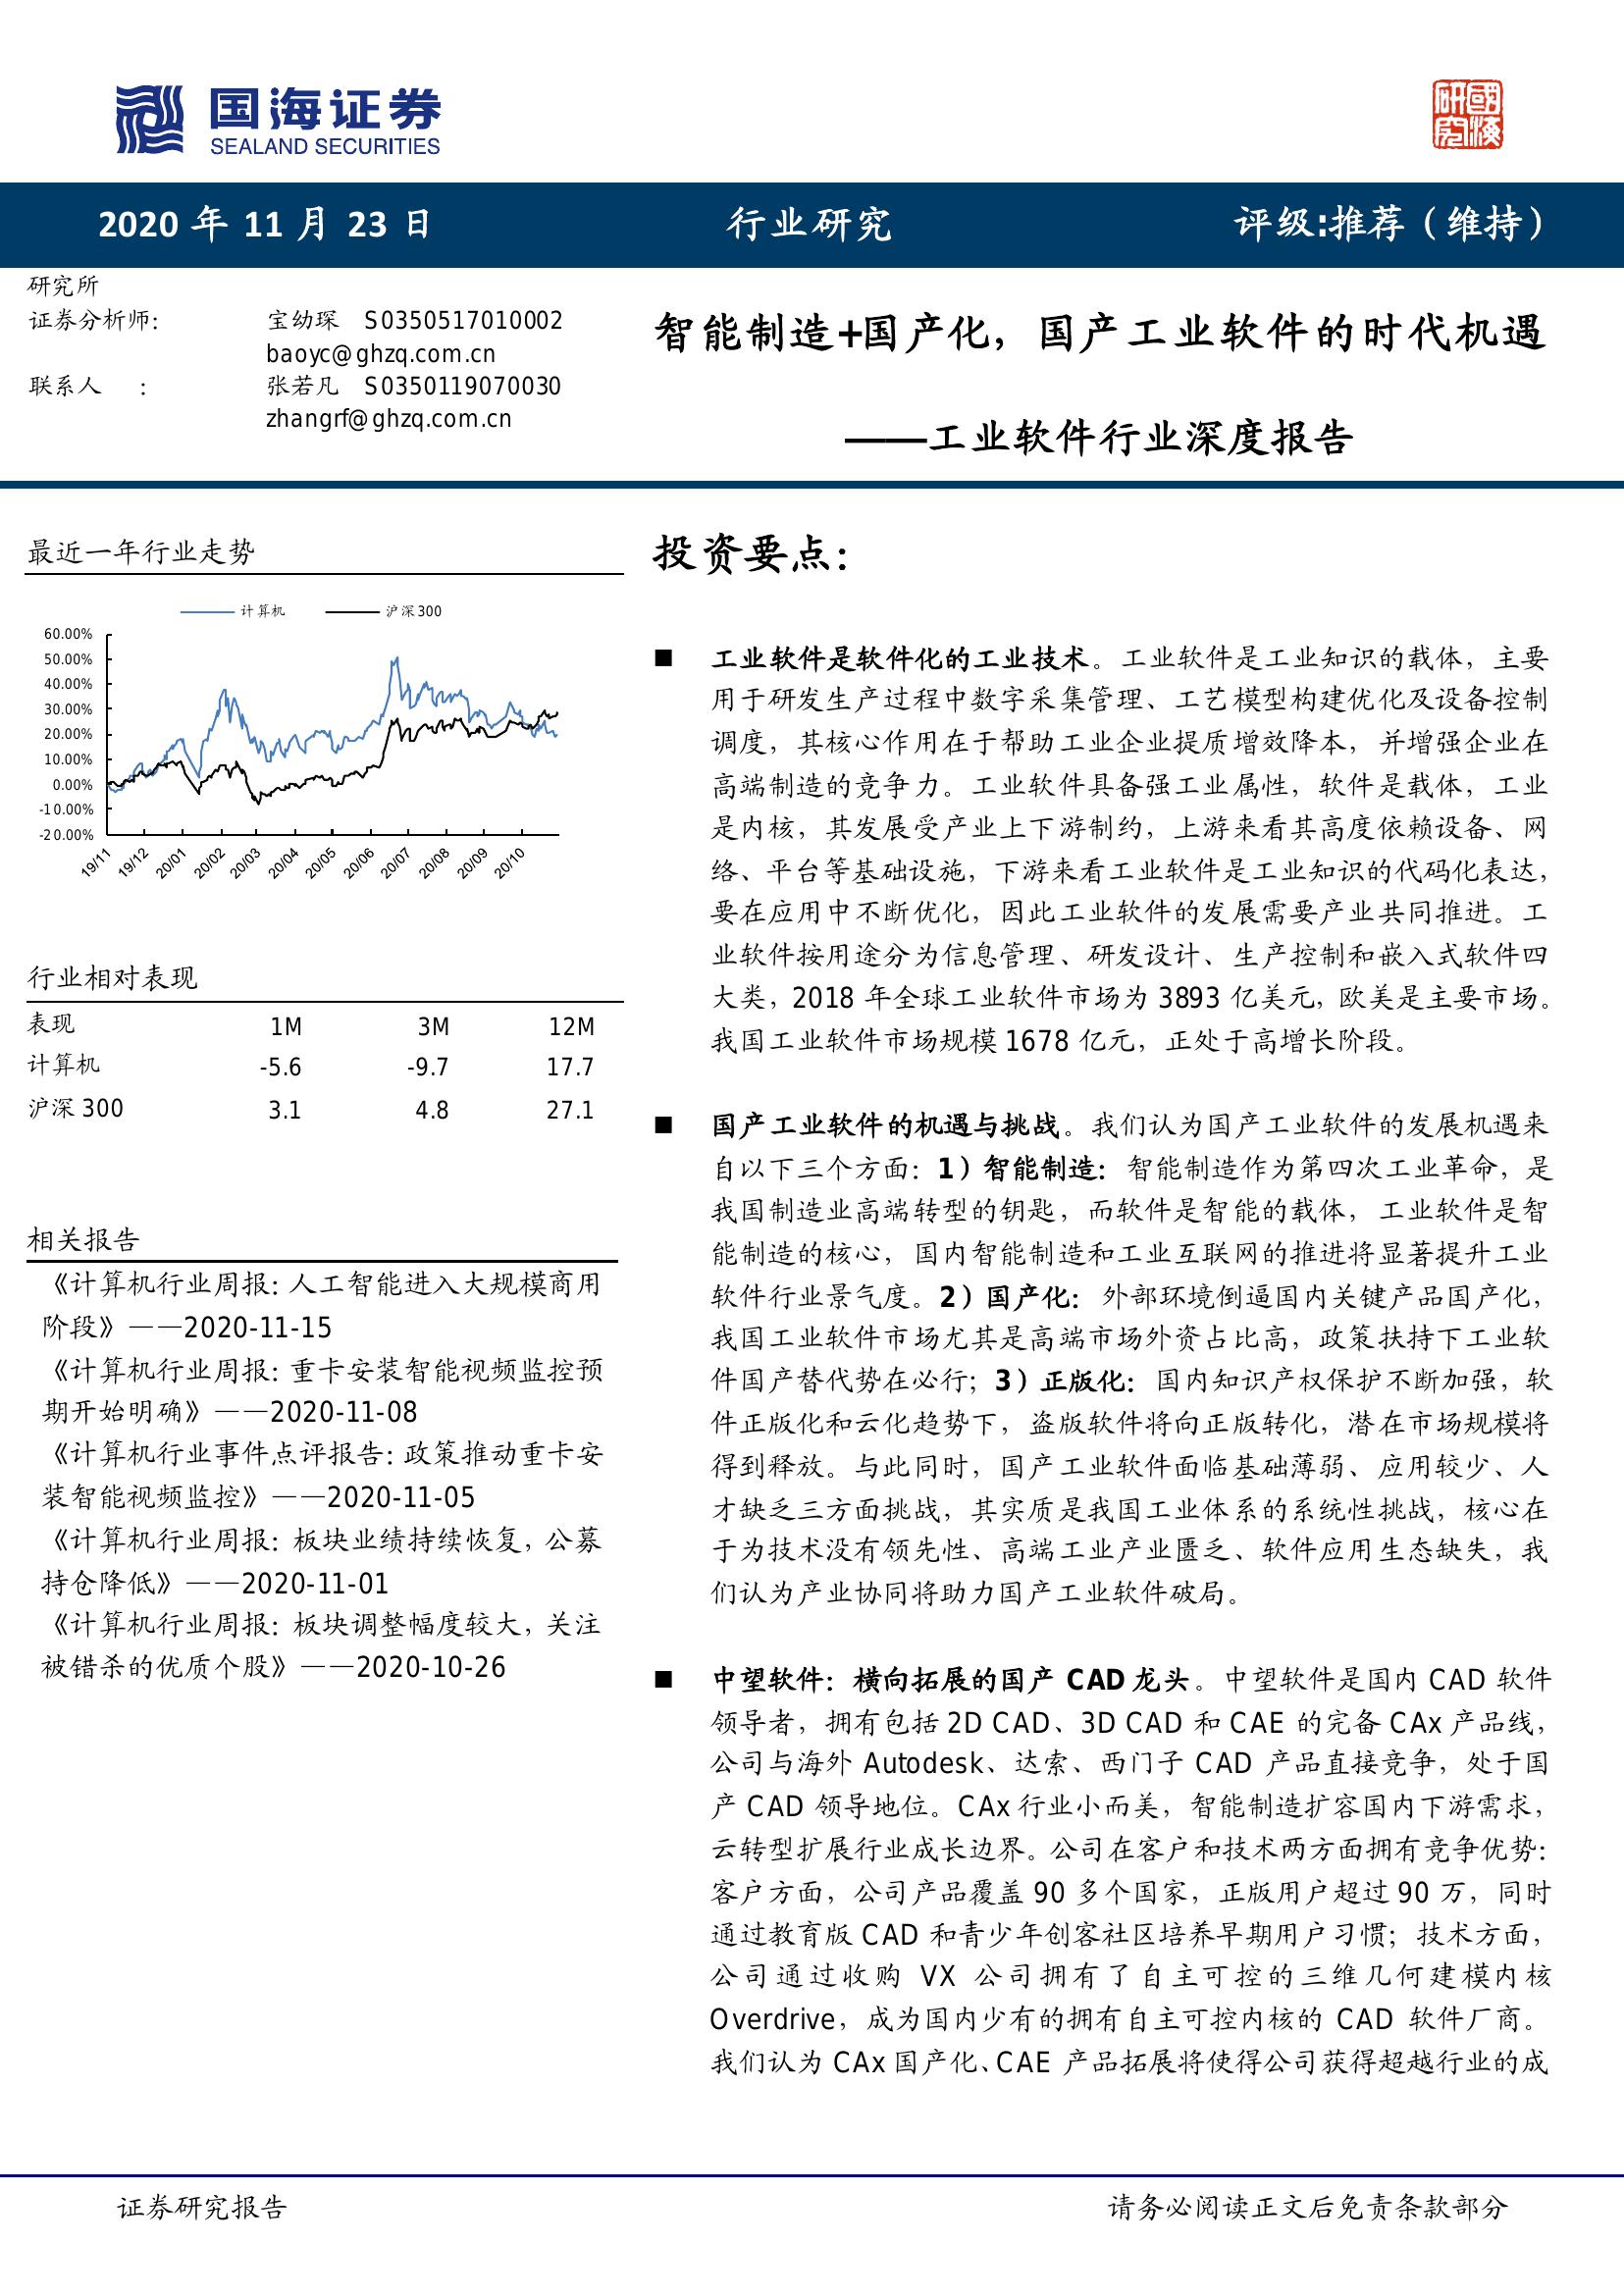 国海证券
SEALAND SECURITIES
國海研究
2020 年 11 月 23 日
行业研究
评级:推荐（维持）
研究所
证券分析师：
宝幼琛 S0350517010002
baoyc@ghzq.com.cn
联系人 ：
张若凡 S0350119070030
zhangrf@ghzq.com.cn
智能制造+国产化，国产工业软件的时代机遇
——工业软件行业深度报告
最近一年行业走势
计算机
沪深300
60.00%
50.00%
40.00%
30.00%
20.00%
10.00%
0.00%
-10.00%
-20.00%
19/11
19/12
20/01
20/02
20/03
20/04
20/05
20/06
20/07
20/08
20/09
20/10
行业相对表现
表现 1M 3M 12M
计算机 -5.6 -9.7 17.7
沪深 300 3.1 4.8 27.1
相关报告
《计算机行业周报：人工智能进入大规模商用
阶段》——2020-11-15
《计算机行业周报：重卡安装智能视频监控预
期开始明确》——2020-11-08
《计算机行业事件点评报告：政策推动重卡安
装智能视频监控》——2020-11-05
《计算机行业周报：板块业绩持续恢复，公募
持仓降低》——2020-11-01
《计算机行业周报：板块调整幅度较大，关注
被错杀的优质个股》——2020-10-26
投资要点：
■ 工业软件是软件化的工业技术。工业软件是工业知识的载体，主要
用于研发生产过程中数字采集管理、工艺模型构建优化及设备控制
调度，其核心作用在于帮助工业企业提质增效降本，并增强企业在
高端制造的竞争力。工业软件具备强工业属性，软件是载体，工业
是内核，其发展受产业上下游制约，上游来看其高度依赖设备、网
络、平台等基础设施，下游来看工业软件是工业知识的代码化表达，
要在应用中不断优化，因此工业软件的发展需要产业共同推进。工
业软件按用途分为信息管理、研发设计、生产控制和嵌入式软件四
大类，2018 年全球工业软件市场为 3893 亿美元，欧美是主要市场。
我国工业软件市场规模 1678 亿元，正处于高增长阶段。
■ 国产工业软件的机遇与挑战。我们认为国产工业软件的发展机遇来
自以下三个方面：1）智能制造：智能制造作为第四次工业革命，是
我国制造业高端转型的钥匙，而软件是智能的载体，工业软件是智
能制造的核心，国内智能制造和工业互联网的推进将显著提升工业
软件行业景气度。2）国产化：外部环境倒逼国内关键产品国产化，
我国工业软件市场尤其是高端市场外资占比高，政策扶持下工业软
件国产替代势在必行；3）正版化：国内知识产权保护不断加强，软
件正版化和云化趋势下，盗版软件将向正版转化，潜在市场规模将
得到释放。与此同时，国产工业软件面临基础薄弱、应用较少、人
才缺乏三方面挑战，其实质是我国工业体系的系统性挑战，核心在
于为技术没有领先性、高端工业产业匮乏、软件应用生态缺失，我
们认为产业协同将助力国产工业软件破局。
■ 中望软件：横向拓展的国产 CAD 龙头。中望软件是国内 CAD 软件
领导者，拥有包括 2D CAD、3D CAD 和 CAE 的完备 CAx 产品线，
公司与海外 Autodesk、达索、西门子 CAD 产品直接竞争，处于国
产 CAD 领导地位。CAx 行业小而美，智能制造扩容国内下游需求，
云转型扩展行业成长边界。公司在客户和技术两方面拥有竞争优势：
客户方面，公司产品覆盖 90 多个国家，正版用户超过 90 万，同时
通过教育版 CAD 和青少年创客社区培养早期用户习惯；技术方面，
公司通过收购 VX 公司拥有了自主可控的三维几何建模内核
Overdrive，成为国内少有的拥有自主可控内核的 CAD 软件厂商。
我们认为 CAx 国产化、CAE 产品拓展将使得公司获得超越行业的成
证券研究报告
请务必阅读正文后免责条款部分